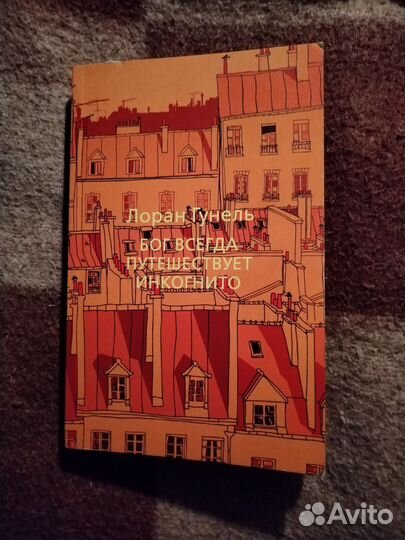 Лоран Гунель
БОГ ВСЕГДА
ПУТЕШЕСТВУЕТ
ИНКОГНИТО
Avito